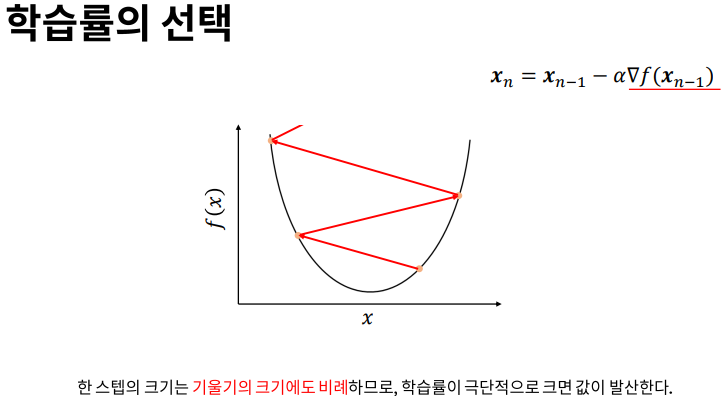 학습률의 선택
𝒙ₙ = 𝒙ₙ₋₁ − α∇f(𝒙ₙ₋₁)
f(x)
x
한 스텝의 크기는 기울기의 크기에도 비례하므로, 학습률이 극단적으로 크면 값이 발산한다.